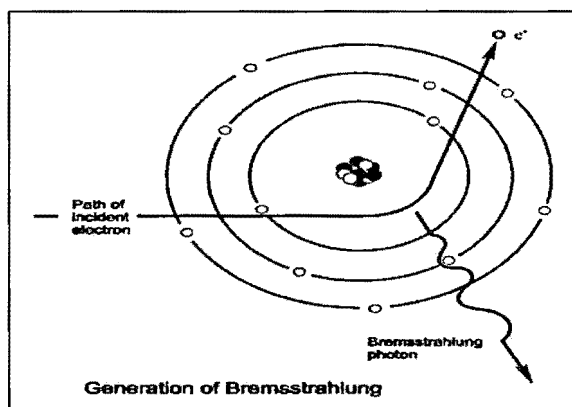 e⁻
Path of
incident
electron
Bremsstrahlung
photon
Generation of Bremsstrahlung